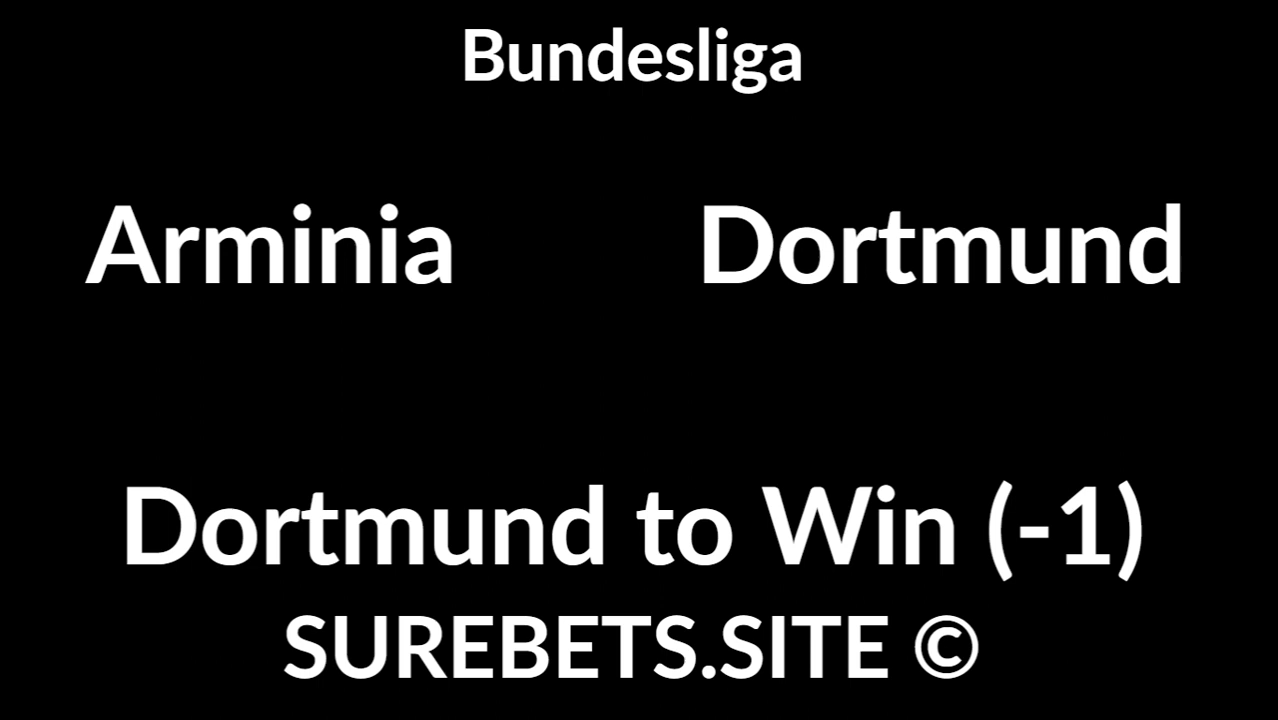 Bundesliga
Arminia Dortmund
Dortmund to Win (-1)
SUREBETS.SITE ©